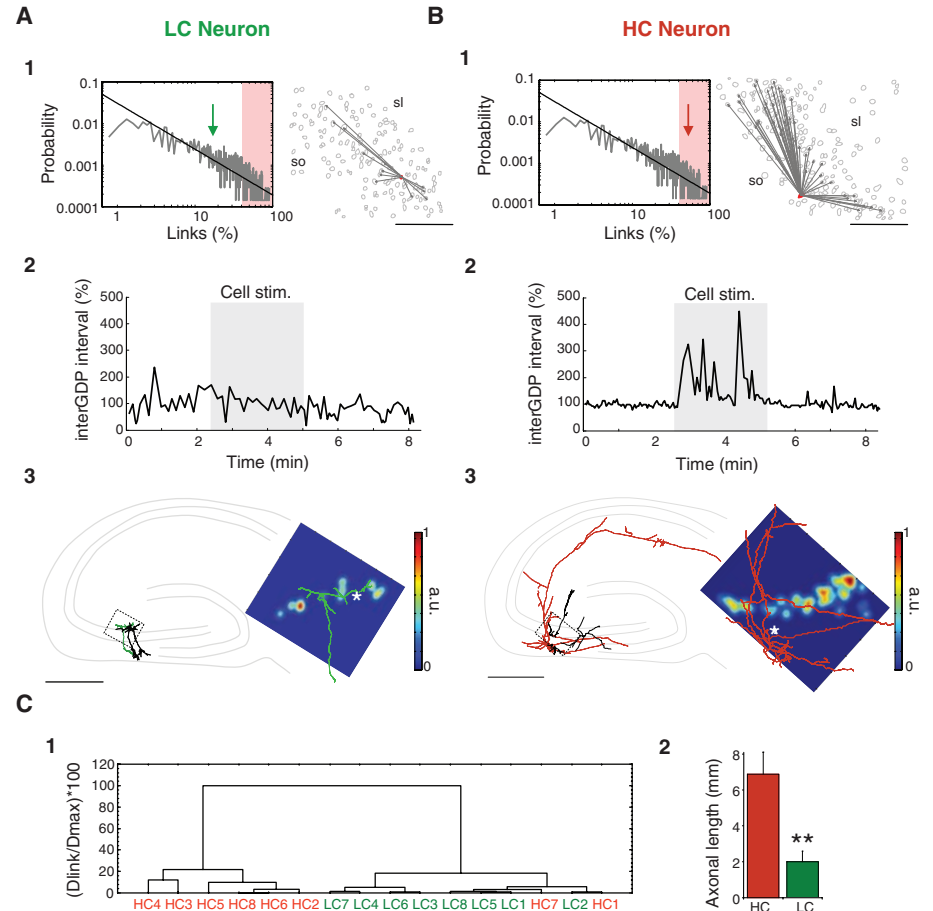 A
LC Neuron
B
HC Neuron
1
Probability
0.1
0.01
0.001
0.0001
1
10
100
Links (%)
sl
so
1
Probability
0.1
0.01
0.001
0.0001
1
10
100
Links (%)
sl
so
2
interGDP interval (%)
500
400
300
200
100
0
Cell stim.
0
2
4
6
8
Time (min)
2
interGDP interval (%)
500
400
300
200
100
0
Cell stim.
0
2
4
6
8
Time (min)
3
*
1
a.u.
0
3
*
1
a.u.
0
C
1
(Dlink/Dmax)*100
120
100
80
60
40
20
0
HC4 HC3 HC5 HC8 HC6 HC2 LC7 LC4 LC6 LC3 LC8 LC5 LC1 HC7 LC2 HC1
2
Axonal length (mm)
8
6
4
2
0
**
HC LC